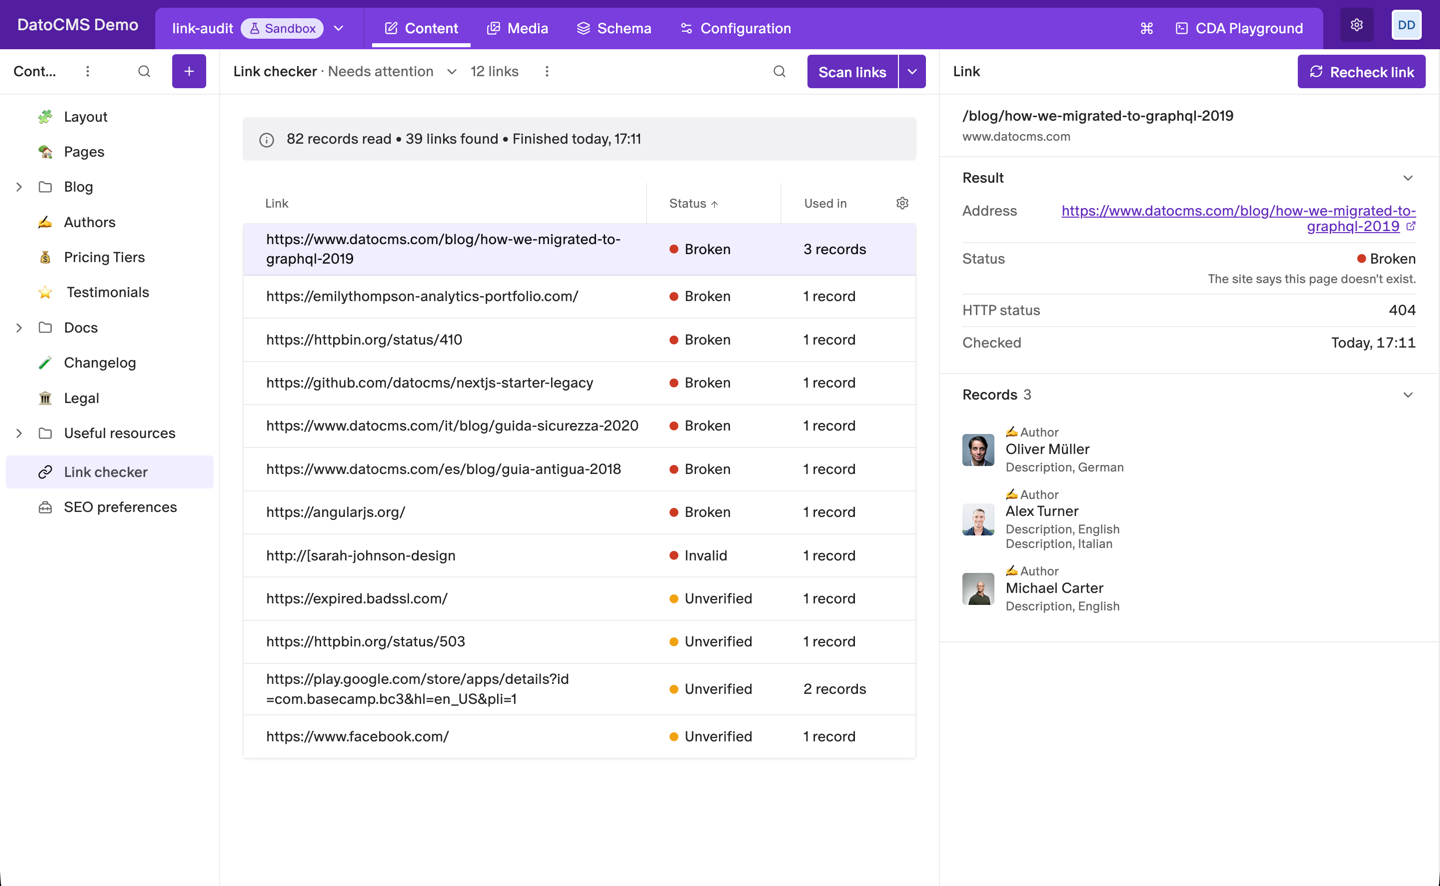 DatoCMS Demo
link-audit
Sandbox
Content
Media
Schema
Configuration
CDA Playground
DD
Cont...
Link checker · Needs attention
12 links
Scan links
Link
Recheck link
Layout
Pages
Blog
Authors
Pricing Tiers
Testimonials
Docs
Changelog
Legal
Useful resources
Link checker
SEO preferences
82 records read • 39 links found • Finished today, 17:11
Link
Status
Used in
https://www.datocms.com/blog/how-we-migrated-to-
graphql-2019
Broken
3 records
https://emilythompson-analytics-portfolio.com/
Broken
1 record
https://httpbin.org/status/410
Broken
1 record
https://github.com/datocms/nextjs-starter-legacy
Broken
1 record
https://www.datocms.com/it/blog/guida-sicurezza-2020
Broken
1 record
https://www.datocms.com/es/blog/guia-antigua-2018
Broken
1 record
https://angularjs.org/
Broken
1 record
http://[sarah-johnson-design
Invalid
1 record
https://expired.badssl.com/
Unverified
1 record
https://httpbin.org/status/503
Unverified
1 record
https://play.google.com/store/apps/details?id
=com.basecamp.bc3&hl=en_US&pli=1
Unverified
2 records
https://www.facebook.com/
Unverified
1 record
/blog/how-we-migrated-to-graphql-2019
www.datocms.com
Result
Address
https://www.datocms.com/blog/how-we-migrated-to-
graphql-2019
Status
Broken
The site says this page doesn't exist.
HTTP status
404
Checked
Today, 17:11
Records 3
Author
Oliver Müller
Description, German
Author
Alex Turner
Description, English
Description, Italian
Author
Michael Carter
Description, English